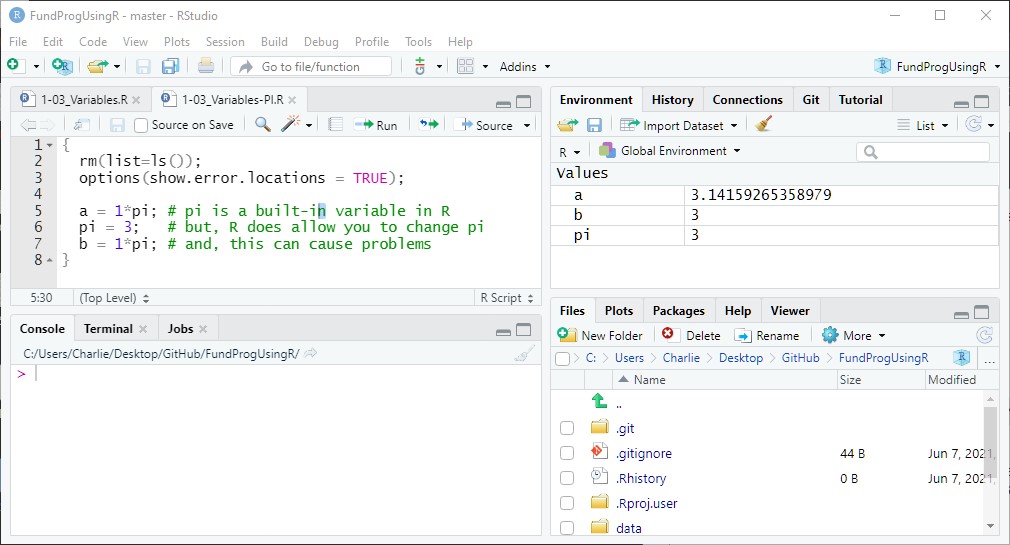 FundProgUsingR - master - RStudio
File Edit Code View Plots Session Build Debug Profile Tools Help
Go to file/function Addins FundProgUsingR
1-03_Variables.R 1-03_Variables-PI.R
Source on Save Run Source
1 {
2 rm(list=ls());
3 options(show.error.locations = TRUE);
4
5 a = 1*pi; # pi is a built-in variable in R
6 pi = 3; # but, R does allow you to change pi
7 b = 1*pi; # and, this can cause problems
8 }
5:30 (Top Level) R Script
Console Terminal Jobs
C:/Users/Charlie/Desktop/GitHub/FundProgUsingR/
>
Environment History Connections Git Tutorial
Import Dataset List
R Global Environment
Values
a 3.14159265358979
b 3
pi 3
Files Plots Packages Help Viewer
New Folder Delete Rename More
C: Users Charlie Desktop GitHub FundProgUsingR ...
Name Size Modified
..
.git
.gitignore 44 B Jun 7, 2021,
.Rhistory 0 B Jun 7, 2021,
.Rproj.user
data